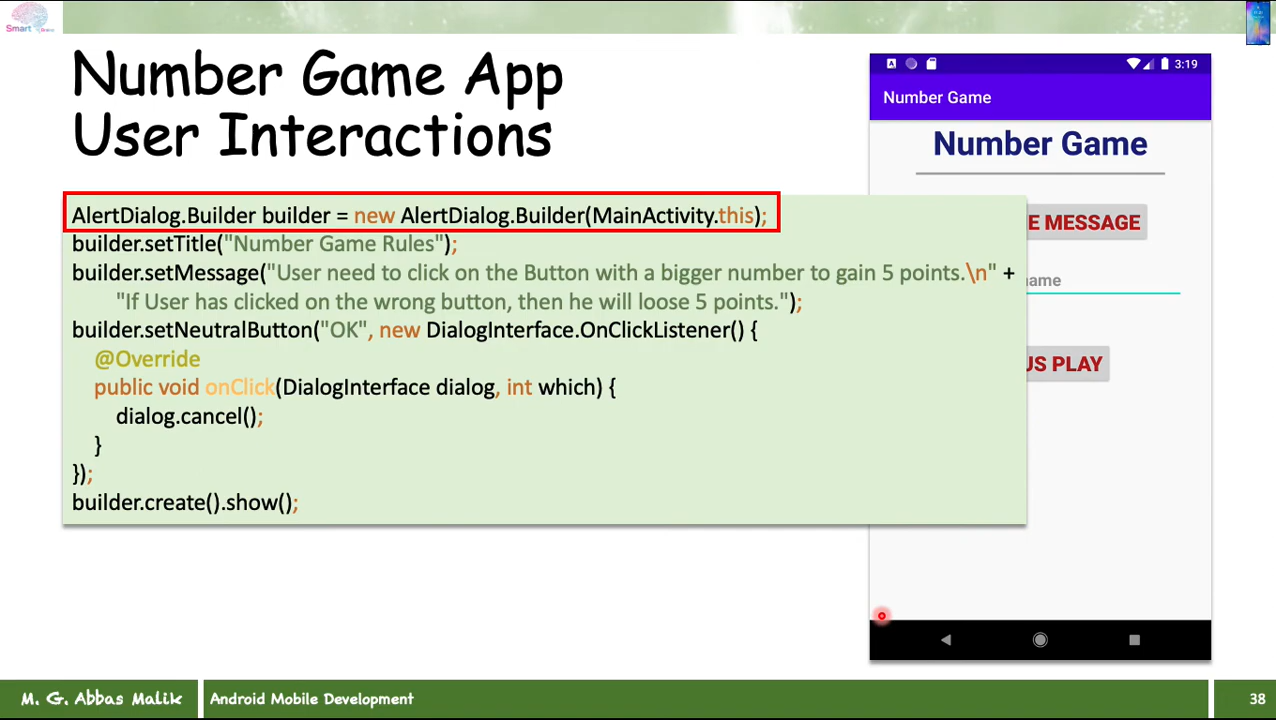 Smart Brains
Number Game App
User Interactions
AlertDialog.Builder builder = new AlertDialog.Builder(MainActivity.this);
builder.setTitle("Number Game Rules");
builder.setMessage("User need to click on the Button with a bigger number to gain 5 points.\n" +
"If User has clicked on the wrong button, then he will loose 5 points.");
builder.setNeutralButton("OK", new DialogInterface.OnClickListener() {
@Override
public void onClick(DialogInterface dialog, int which) {
dialog.cancel();
}
});
builder.create().show();
3:19
Number Game
Number Game
E MESSAGE
name
US PLAY
M. G. Abbas Malik
Android Mobile Development
38